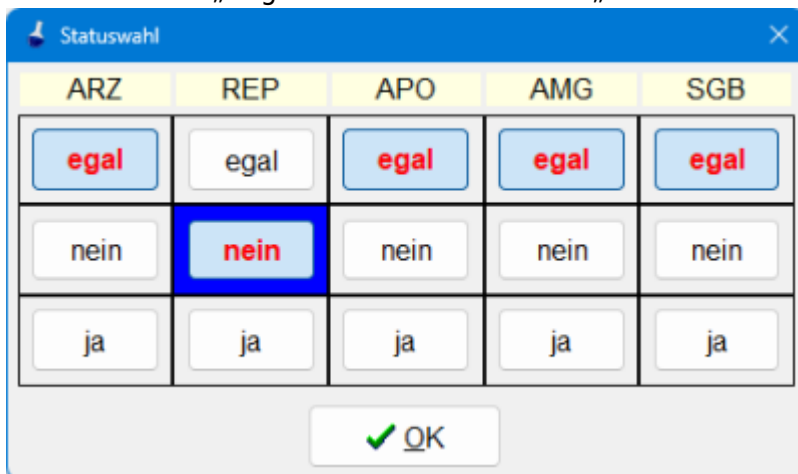 Statuswahl
ARZ REP APO AMG SGB
egal egal egal egal egal
nein nein nein nein nein
ja ja ja ja ja
OK